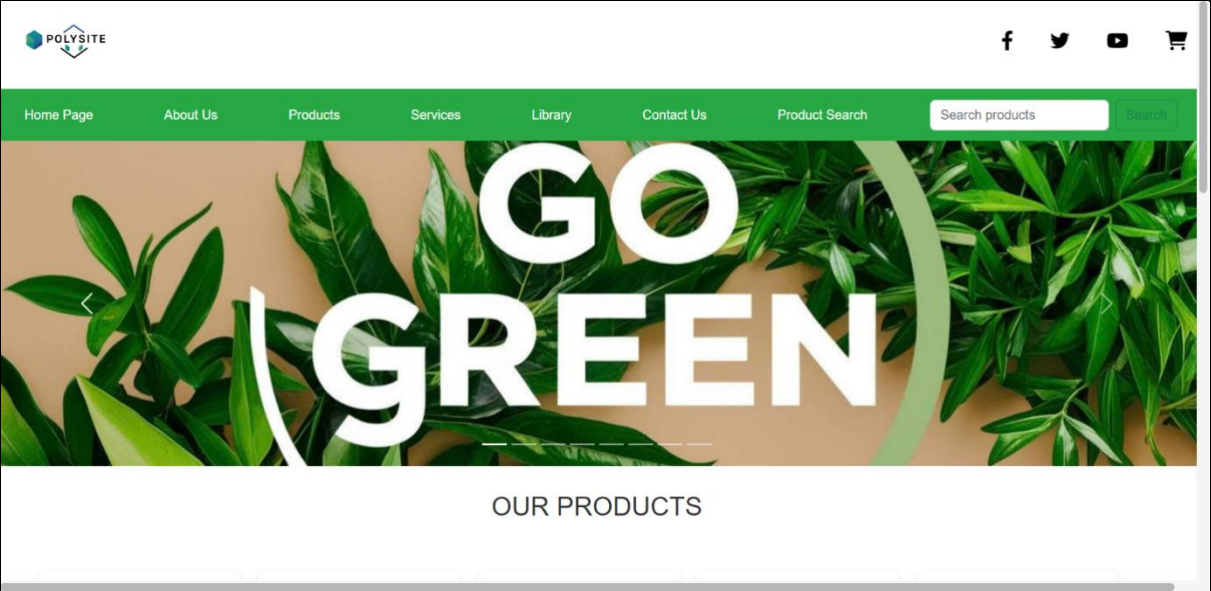 POLYSITE
Home Page About Us Products Services Library Contact Us Product Search Search products Search
GO
GREEN
OUR PRODUCTS